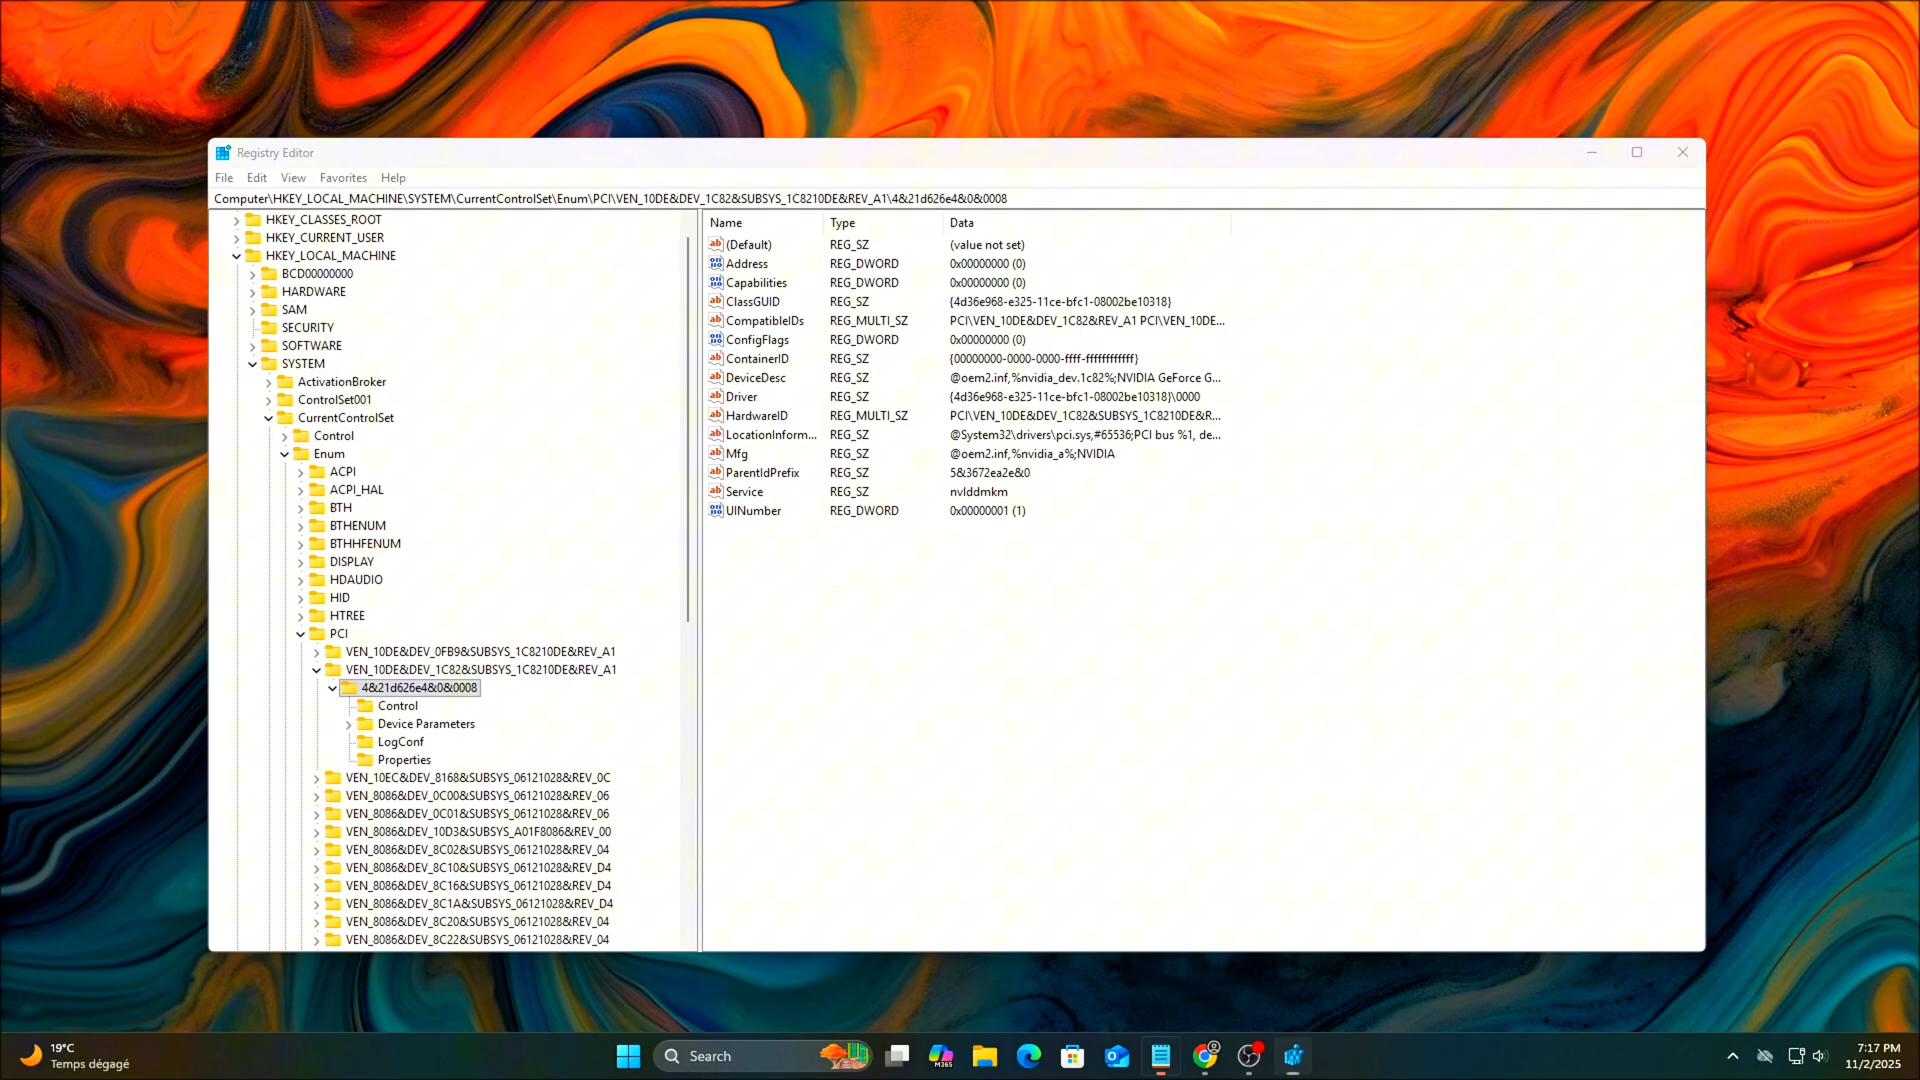 Registry Editor
File Edit View Favorites Help
Computer\HKEY_LOCAL_MACHINE\SYSTEM\CurrentControlSet\Enum\PCI\VEN_10DE&DEV_1C82&SUBSYS_1C8210DE&REV_A1\4&21d626e4&0&0008
HKEY_CLASSES_ROOT
HKEY_CURRENT_USER
HKEY_LOCAL_MACHINE
BCD00000000
HARDWARE
SAM
SECURITY
SOFTWARE
SYSTEM
ActivationBroker
ControlSet001
CurrentControlSet
Control
Enum
ACPI
ACPI_HAL
BTH
BTHENUM
BTHHFENUM
DISPLAY
HDAUDIO
HID
HTREE
PCI
VEN_10DE&DEV_0FB9&SUBSYS_1C8210DE&REV_A1
VEN_10DE&DEV_1C82&SUBSYS_1C8210DE&REV_A1
4&21d626e4&0&0008
Control
Device Parameters
LogConf
Properties
VEN_10EC&DEV_8168&SUBSYS_06121028&REV_0C
VEN_8086&DEV_0C00&SUBSYS_06121028&REV_06
VEN_8086&DEV_0C01&SUBSYS_06121028&REV_06
VEN_8086&DEV_10D3&SUBSYS_A01F8086&REV_00
VEN_8086&DEV_8C02&SUBSYS_06121028&REV_04
VEN_8086&DEV_8C10&SUBSYS_06121028&REV_D4
VEN_8086&DEV_8C16&SUBSYS_06121028&REV_D4
VEN_8086&DEV_8C1A&SUBSYS_06121028&REV_D4
VEN_8086&DEV_8C20&SUBSYS_06121028&REV_04
VEN_8086&DEV_8C22&SUBSYS_06121028&REV_04
Name Type Data
(Default) REG_SZ (value not set)
Address REG_DWORD 0x00000000 (0)
Capabilities REG_DWORD 0x00000000 (0)
ClassGUID REG_SZ {4d36e968-e325-11ce-bfc1-08002be10318}
CompatibleIDs REG_MULTI_SZ PCI\VEN_10DE&DEV_1C82&REV_A1 PCI\VEN_10DE...
ConfigFlags REG_DWORD 0x00000000 (0)
ContainerID REG_SZ {00000000-0000-0000-ffff-ffffffffffff}
DeviceDesc REG_SZ @oem2.inf,%nvidia_dev.1c82%;NVIDIA GeForce G...
Driver REG_SZ {4d36e968-e325-11ce-bfc1-08002be10318}\0000
HardwareID REG_MULTI_SZ PCI\VEN_10DE&DEV_1C82&SUBSYS_1C8210DE&R...
LocationInform... REG_SZ @System32\drivers\pci.sys,#65536;PCI bus %1, de...
Mfg REG_SZ @oem2.inf,%nvidia_a%;NVIDIA
ParentIdPrefix REG_SZ 5&3672ea2e&0
Service REG_SZ nvlddmkm
UINumber REG_DWORD 0x00000001 (1)
19°C
Temps dégagé
Search
M365
7:17 PM
11/2/2025